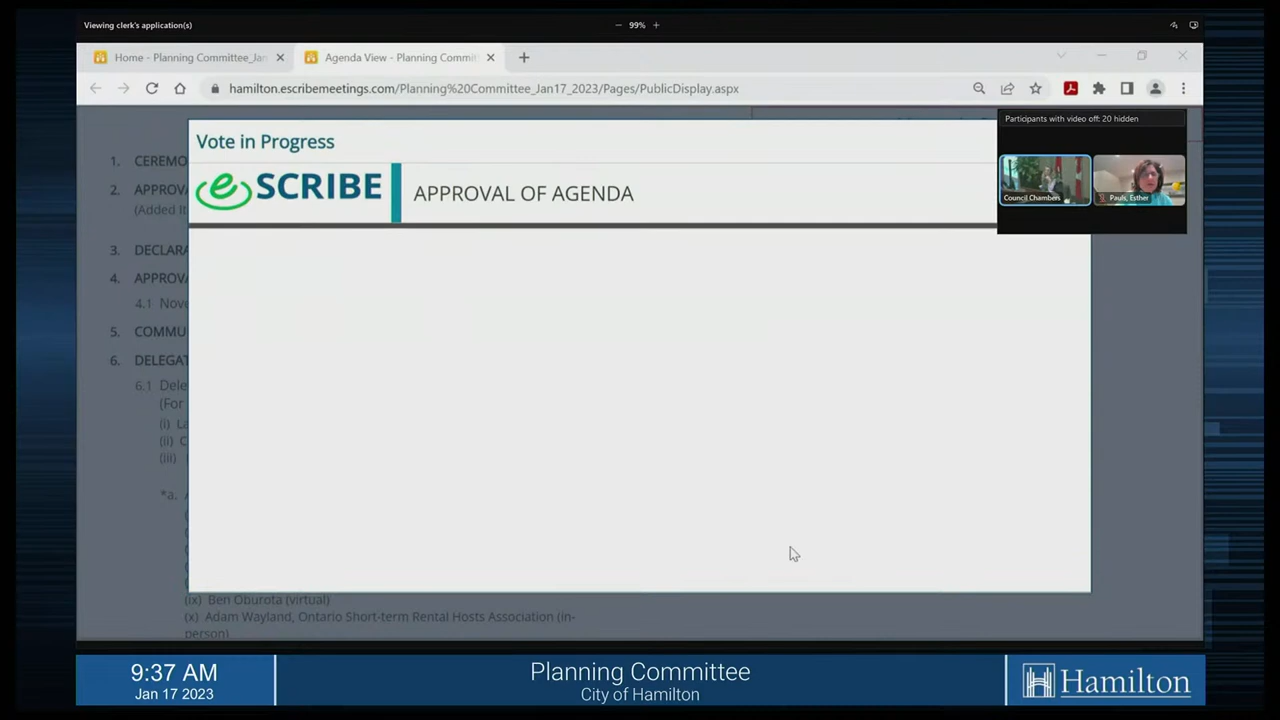 Viewing clerk's application(s)
99%
Home - Planning Committee_Jan
Agenda View - Planning Commit
hamilton.escribemeetings.com/Planning%20Committee_Jan17_2023/Pages/PublicDisplay.aspx
Participants with video off: 20 hidden
Council Chambers
Pauls, Esther
Vote in Progress
eSCRIBE
APPROVAL OF AGENDA
1. CEREMO
2. APPROVA
(Added It
3. DECLARA
4. APPROVA
4.1 Nove
5. COMMU
6. DELEGAT
6.1 Dele
(For
(i)
(ii) C
(iii)
*a.
(ix) Ben Oburota (virtual)
(x) Adam Wayland, Ontario Short-term Rental Hosts Association (in-
person)
9:37 AM
Jan 17 2023
Planning Committee
City of Hamilton
Hamilton